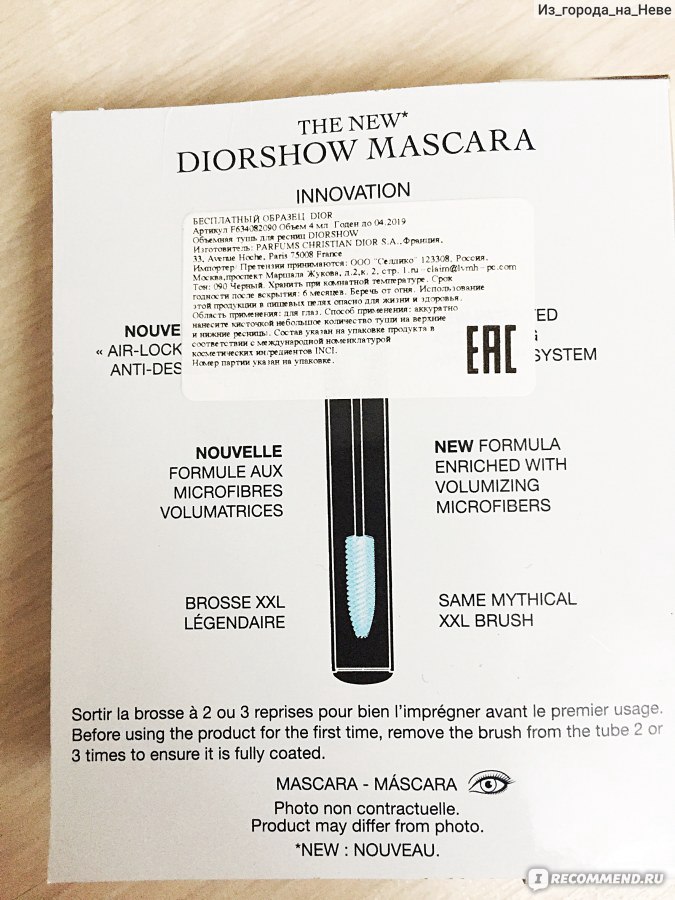 Из_города_на_Неве
THE NEW*
DIORSHOW MASCARA
INNOVATION
БЕСПЛАТНЫЙ ОБРАЗЕЦ DIOR
Артикул F634082090 Объем 4 мл Годен до 04.2019
Объемная тушь для ресниц DIORSHOW
Изготовитель: PARFUMS CHRISTIAN DIOR S.A., Франция,
33, Avenue Hoche, Paris 75008 France
Импортер: Претензии принимаются: ООО "Селдико" 123308, Россия,
Москва,проспект Маршала Жукова, д.2,к. 2, стр. 1.ru-claim@lvmh-pc.com
Тон: 090 Черный. Хранить при комнатной температуре. Срок
годности после вскрытия: 6 месяцев. Беречь от огня. Использование
этой продукции в пищевых целях опасно для жизни и здоровья.
Область применения: для глаз. Способ применения: аккуратно
нанесите кисточкой небольшое количество туши на верхние
и нижние ресницы. Состав указан на упаковке продукта в
соответствии с международной номенклатурой
косметических ингредиентов INCI.
Номер партии указан на упаковке.
EAC
NOUVE
« AIR-LOCK
ANTI-DES
TED
G
SYSTEM
NOUVELLE
FORMULE AUX
MICROFIBRES
VOLUMATRICES
NEW FORMULA
ENRICHED WITH
VOLUMIZING
MICROFIBERS
BROSSE XXL
LÉGENDAIRE
SAME MYTHICAL
XXL BRUSH
Sortir la brosse à 2 ou 3 reprises pour bien l'imprégner avant le premier usage.
Before using the product for the first time, remove the brush from the tube 2 or
3 times to ensure it is fully coated.
MASCARA - MÁSCARA
Photo non contractuelle.
Product may differ from photo.
*NEW : NOUVEAU.
IRECOMMEND.RU